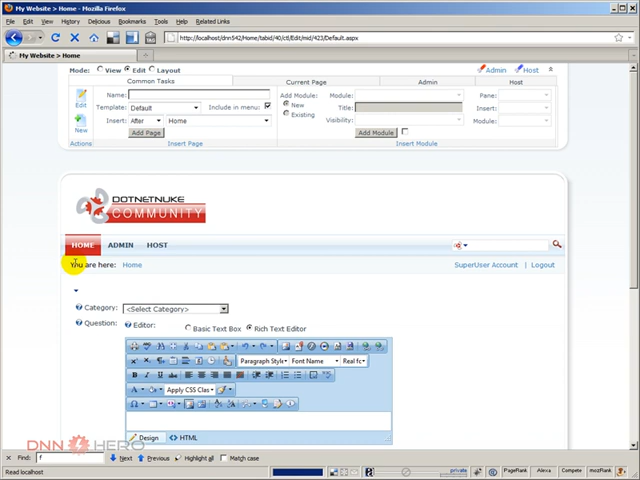 My Website > Home - Mozilla Firefox
File Edit View History Bookmarks Tools Help Related Links
http://localhost/dnn542/Home/tabid/40/ctl/Edit/mid/423/Default.aspx
My Website > Home
Mode: View Edit Layout Admin Host
Common Tasks Current Page Admin
Edit Name: Add Module: Module: Pane:
Template: Default Include in menu: New Title: Insert:
New Insert: After Home Existing Visibility: Module:
Add Page Add Module
Actions Insert Page Insert Module
DOTNETNUKE
COMMUNITY
HOME ADMIN HOST
You are here: Home SuperUser Account | Logout
Category: <Select Category>
Question: Editor: Basic Text Box Rich Text Editor
Paragraph Style Font Name Real fo
B I U abc
A Apply CSS Clas
Design HTML
DNN HERO
Find: f Next Previous Highlight all Match case
Read localhost private PageRank Alexa Compete mozRank